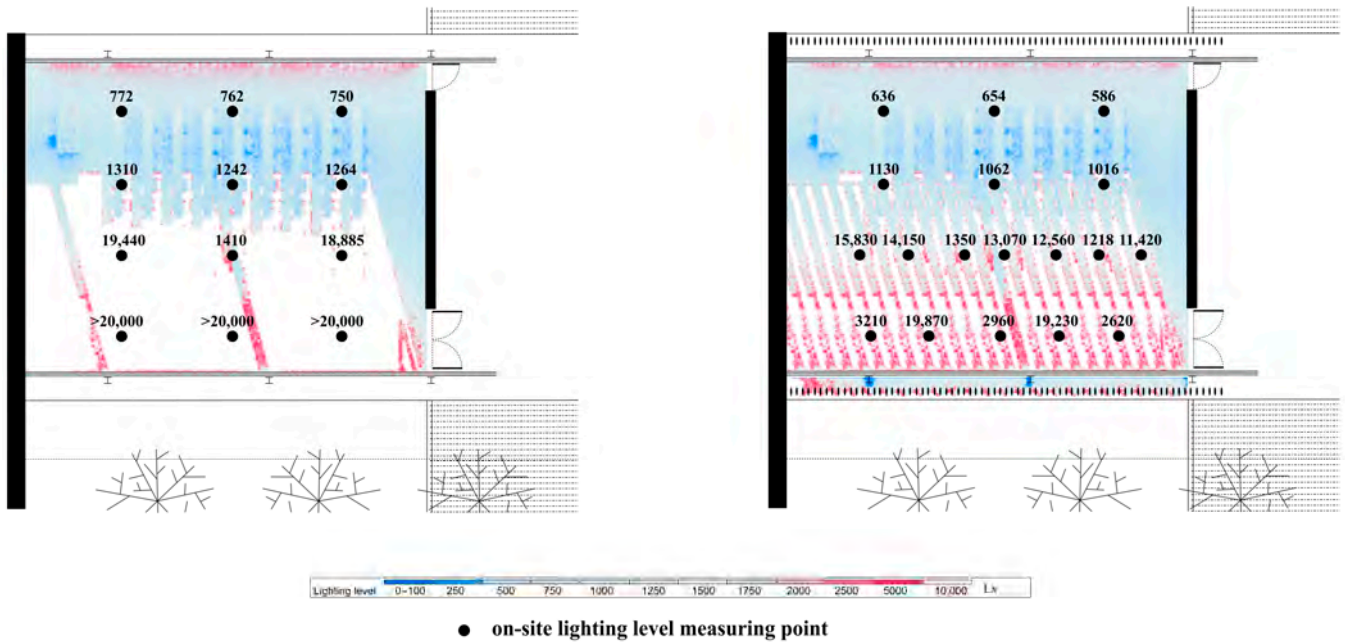 772 762 750 636 654 586
1310 1242 1264 1130 1062 1016
19,440 1410 18,885 15,830 14,150 1350 13,070 12,560 1218 11,420
>20,000 >20,000 >20,000 3210 19,870 2960 19,230 2620
Lighting level 0~100 250 500 750 1000 1250 1500 2000 2500 5000 10,000 Lx
on-site lighting level measuring point